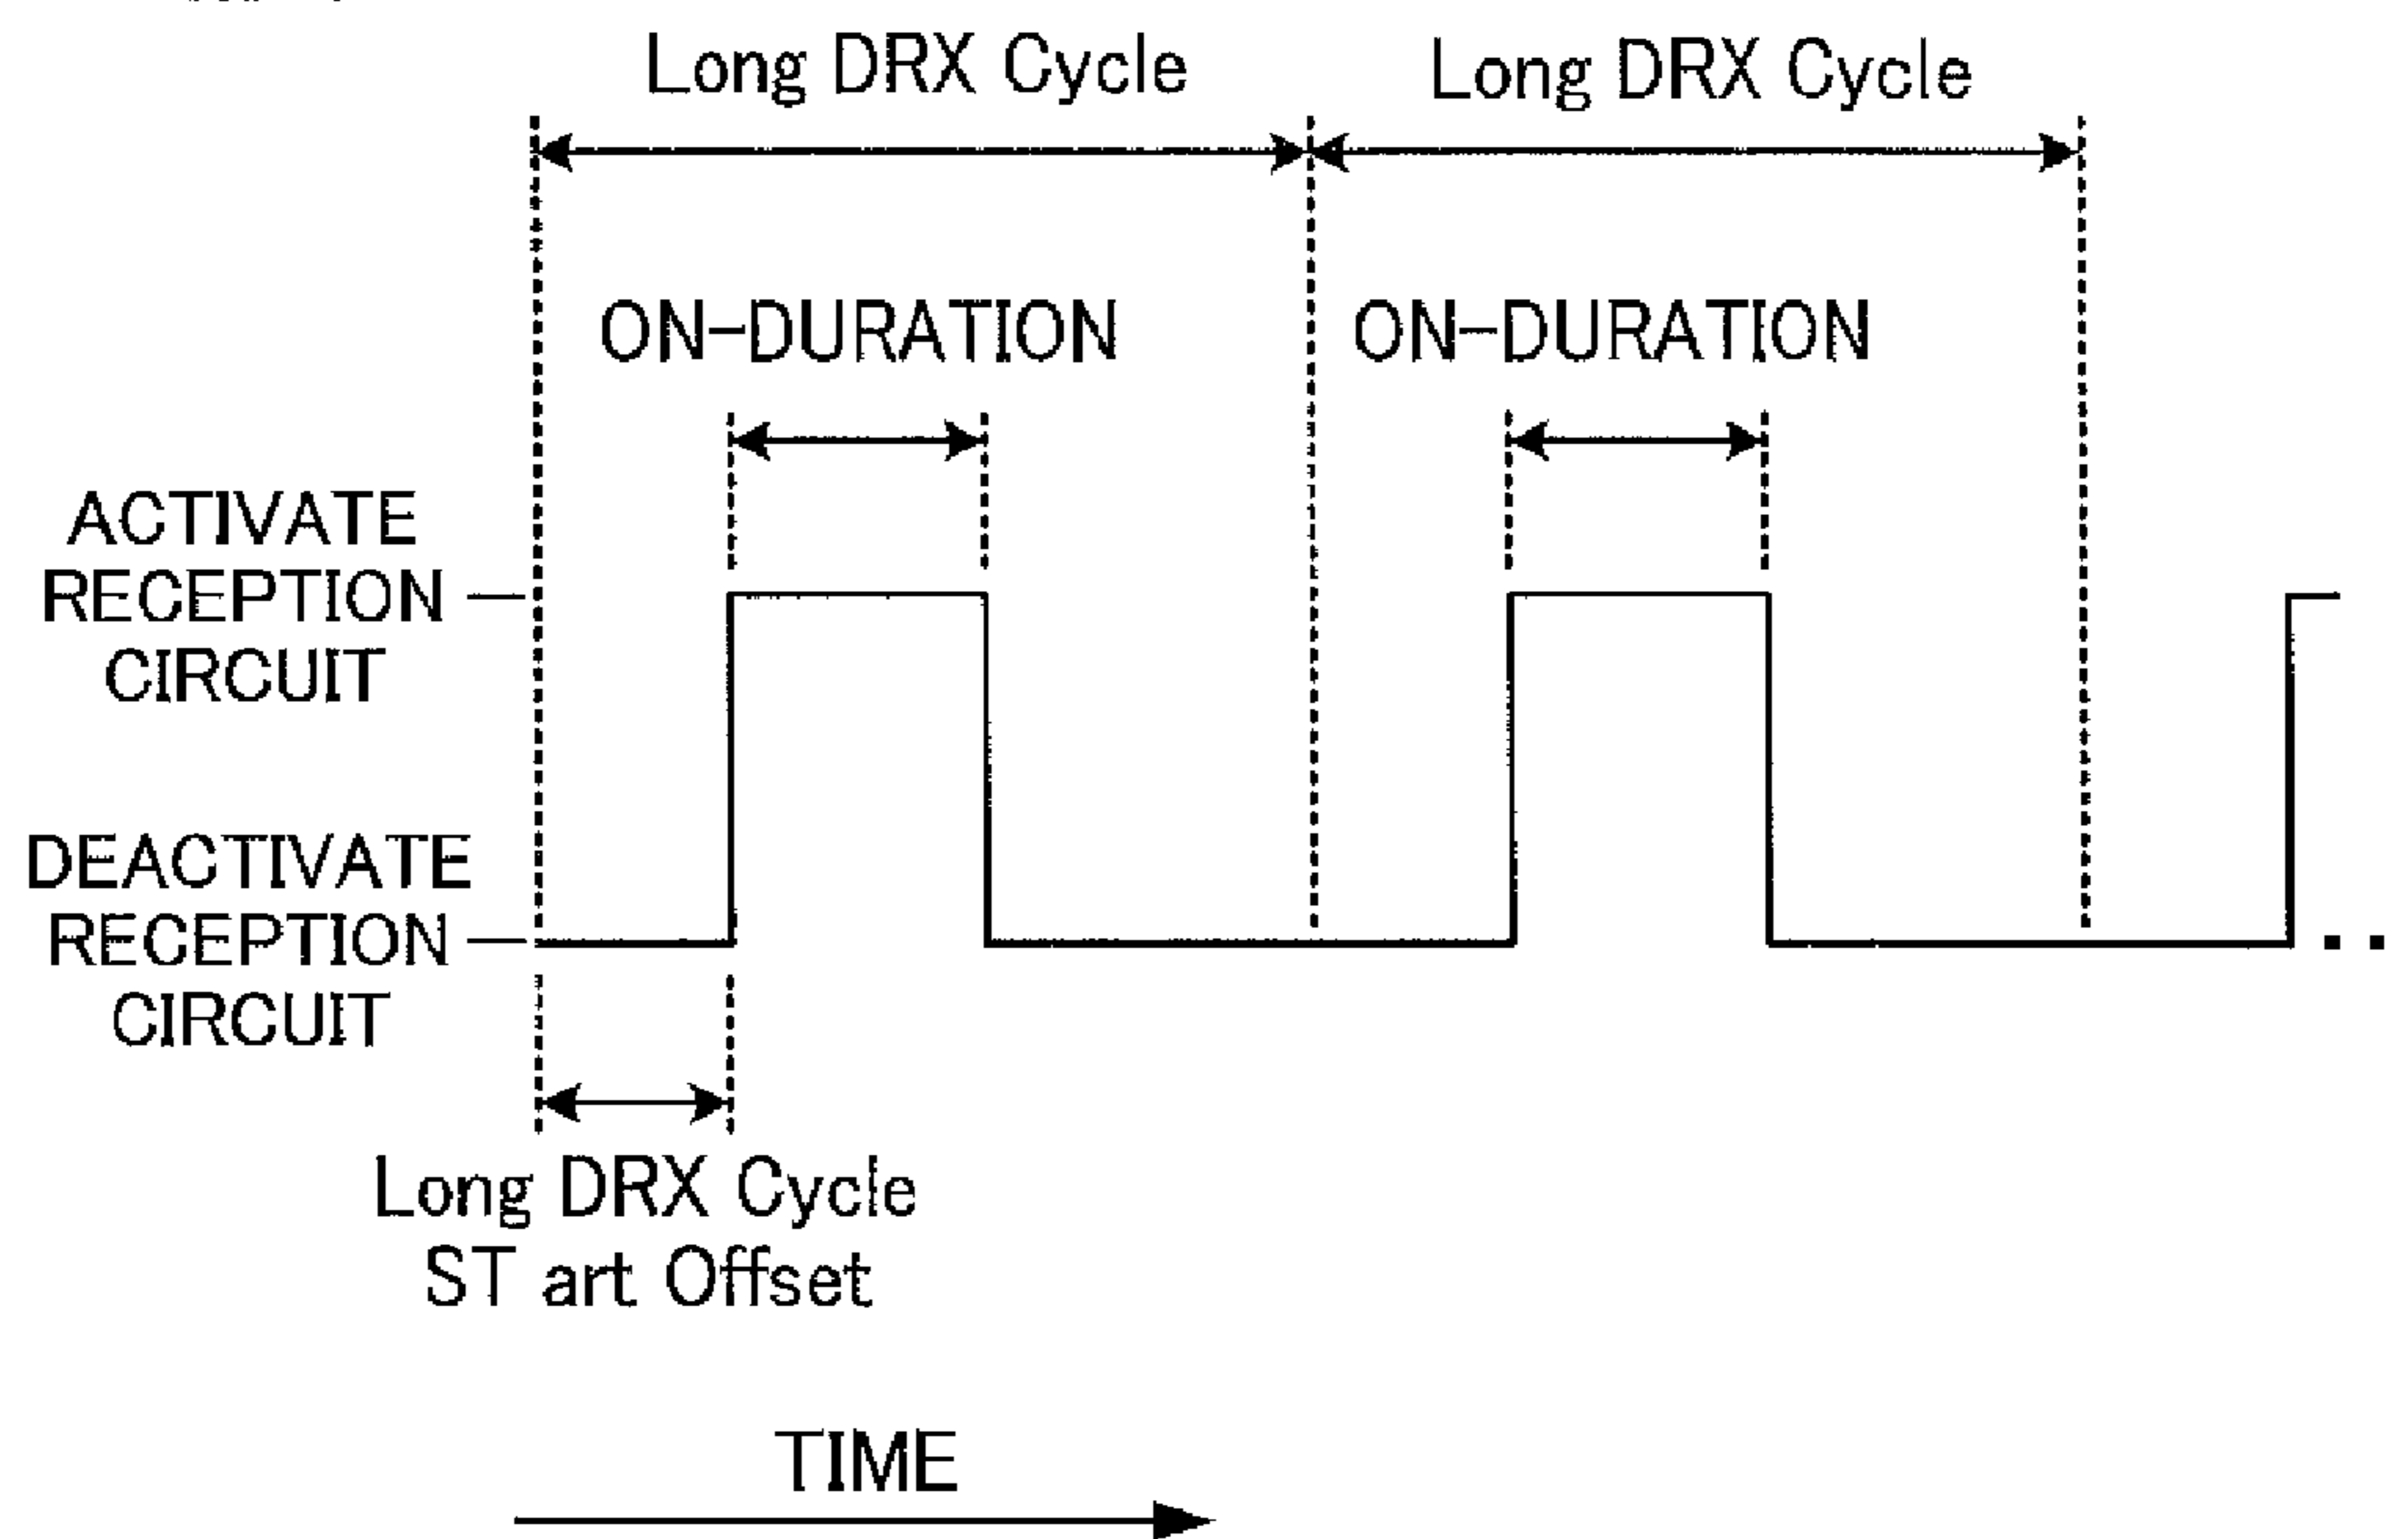 Long DRX Cycle Long DRX Cycle
ON-DURATION ON-DURATION
ACTIVATE
RECEPTION
CIRCUIT
DEACTIVATE
RECEPTION
CIRCUIT
Long DRX Cycle
ST art Offset
TIME